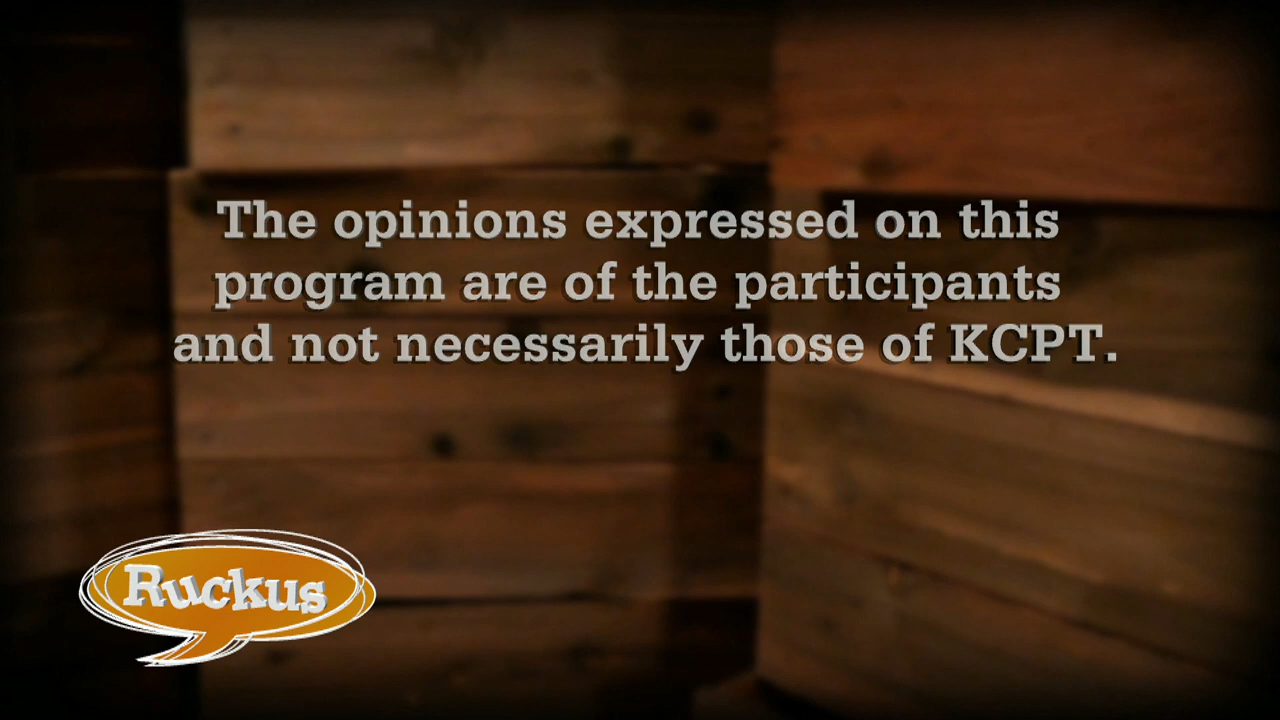 The opinions expressed on this
program are of the participants
and not necessarily those of KCPT.
Ruckus